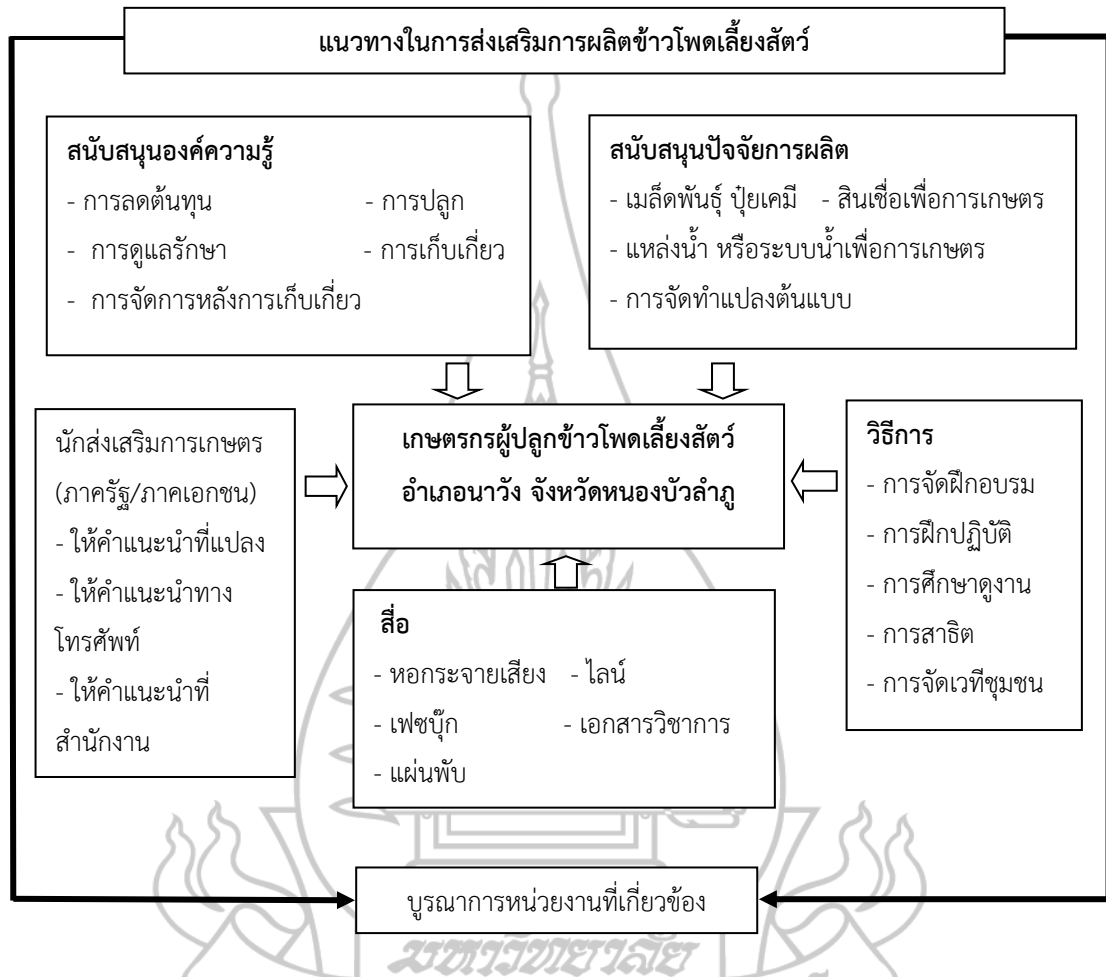 แนวทางในการส่งเสริมการผลิตข้าวโพดเลี้ยงสัตว์
สนับสนุนองค์ความรู้
- การลดต้นทุน - การปลูก
- การดูแลรักษา - การเก็บเกี่ยว
- การจัดการหลังการเก็บเกี่ยว
สนับสนุนปัจจัยการผลิต
- เมล็ดพันธุ์ ปุ๋ยเคมี - สินเชื่อเพื่อการเกษตร
- แหล่งน้ำ หรือระบบน้ำเพื่อการเกษตร
- การจัดทำแปลงต้นแบบ
นักส่งเสริมการเกษตร
(ภาครัฐ/ภาคเอกชน)
- ให้คำแนะนำที่แปลง
- ให้คำแนะนำทาง
โทรศัพท์
- ให้คำแนะนำที่
สำนักงาน
เกษตรกรผู้ปลูกข้าวโพดเลี้ยงสัตว์
อำเภอนาวัง จังหวัดหนองบัวลำภู
วิธีการ
- การจัดฝึกอบรม
- การฝึกปฏิบัติ
- การศึกษาดูงาน
- การสาธิต
- การจัดเวทีชุมชน
สื่อ
- หอกระจายเสียง - ไลน์
- เฟซบุ๊ก - เอกสารวิชาการ
- แผ่นพับ
บูรณาการหน่วยงานที่เกี่ยวข้อง
มหาวิทยาลัย